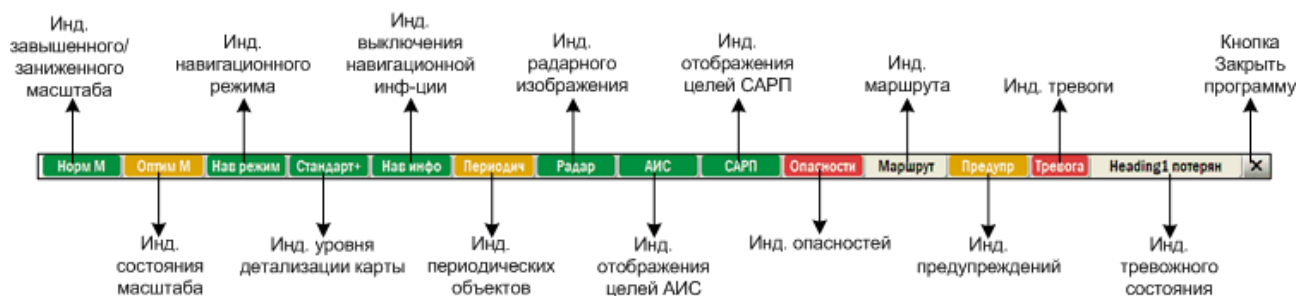 Инд.
завышенного/
заниженного
масштаба
Инд.
навигационного
режима
Инд.
выключения
навигационной
инф-ции
Инд.
радарного
изображения
Инд.
отображения
целей САРП
Инд.
маршрута
Инд. тревоги
Кнопка
Закрыть
программу
Норм М
Оптим М
Нав режим
Стандарт+
Нав инфо
Периодич
Радар
АИС
САРП
Опасности
Маршрут
Предупр
Тревога
Heading1 потерян
Инд.
состояния
масштаба
Инд. уровня
детализации карты
Инд.
периодических
объектов
Инд.
отображения
целей АИС
Инд. опасностей
Инд.
предупреждений
Инд.
тревожного
состояния